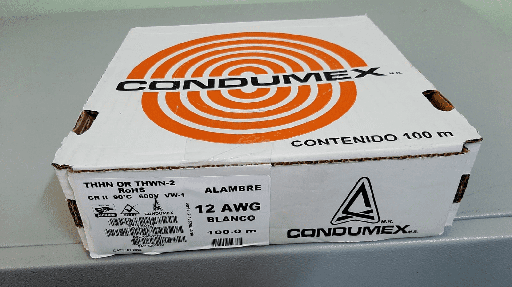 CONDUMEX M.R.
CONTENIDO 100 m
THHN OR THWN-2
RoHS
CR II 90°C 600V VW-1
CONDUMEX
ALAMBRE
12 AWG
BLANCO
100.0 m
M.R.
CONDUMEX M.R.